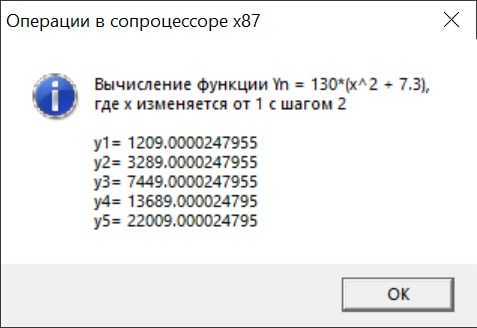 Операции в сопроцессоре x87
Вычисление функции Yn = 130*(x^2 + 7.3),
где x изменяется от 1 с шагом 2
y1= 1209.0000247955
y2= 3289.0000247955
y3= 7449.0000247955
y4= 13689.000024795
y5= 22009.000024795
OK